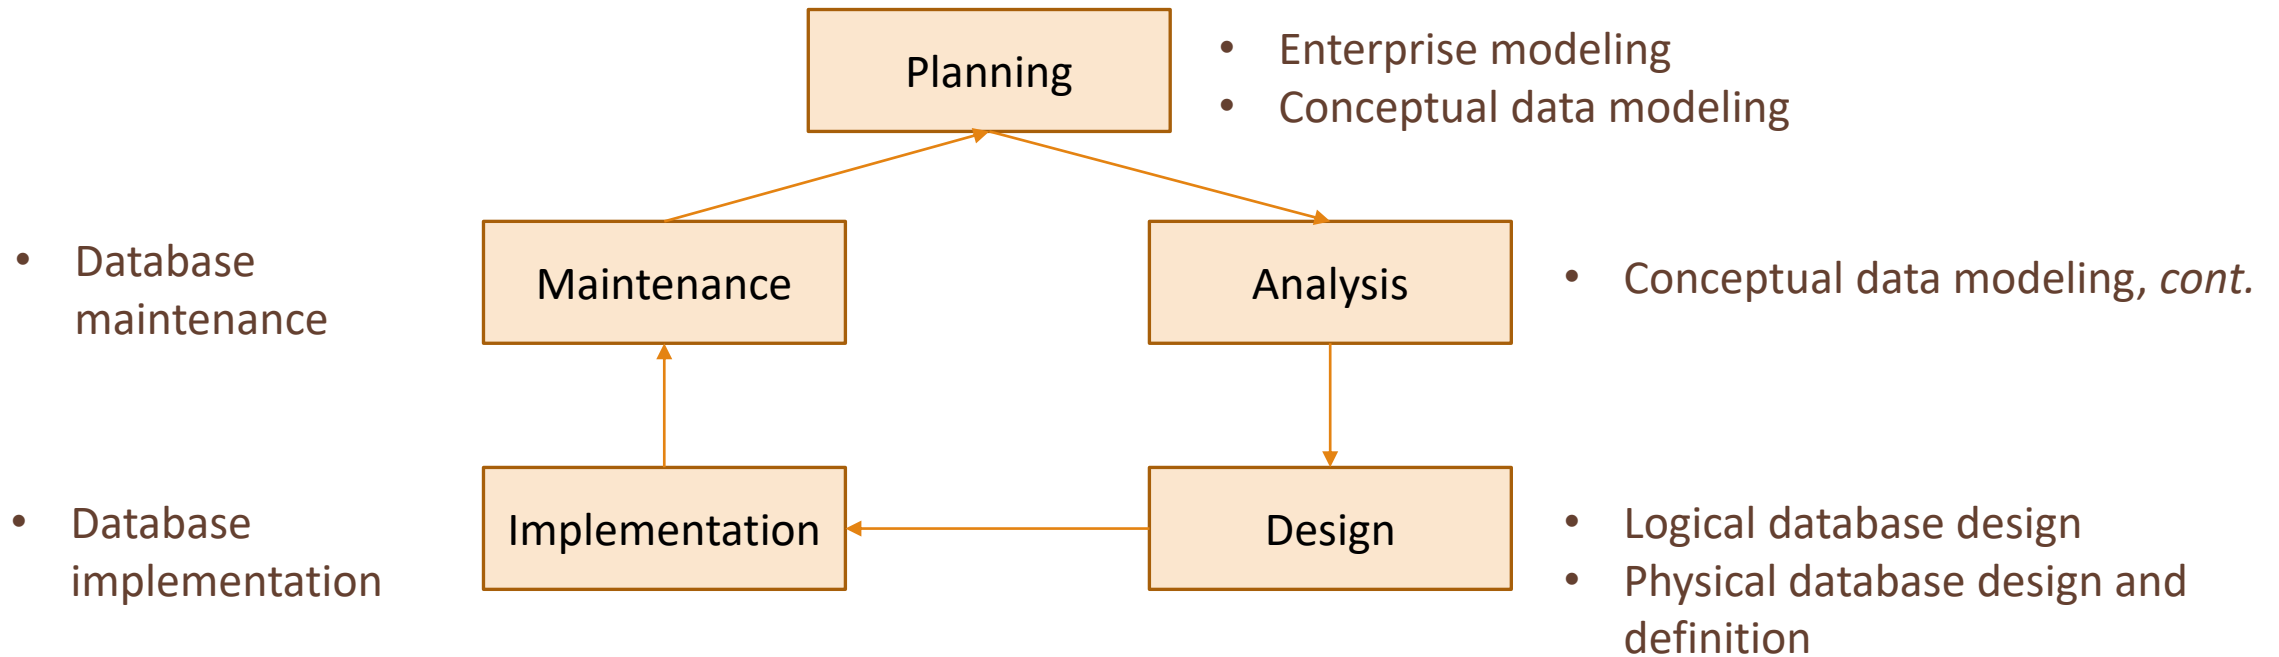 Planning
• Enterprise modeling
• Conceptual data modeling
• Database
maintenance
Maintenance
Analysis
• Conceptual data modeling, cont.
• Database
implementation
Implementation
Design
• Logical database design
• Physical database design and
definition